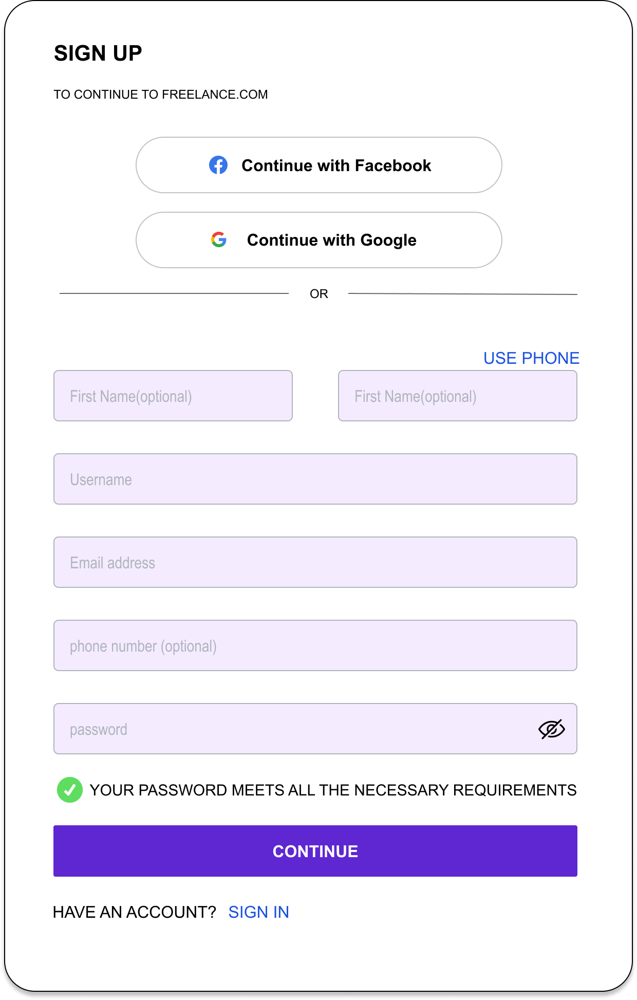 SIGN UP
TO CONTINUE TO FREELANCE.COM
Continue with Facebook
Continue with Google
OR
USE PHONE
First Name(optional) First Name(optional)
Username
Email address
phone number (optional)
password
YOUR PASSWORD MEETS ALL THE NECESSARY REQUIREMENTS
CONTINUE
HAVE AN ACCOUNT? SIGN IN